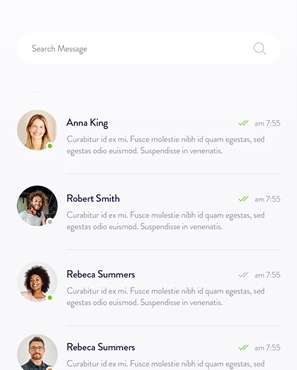 Search Message
Anna King
am 7:55
Curabitur id ex mi. Fusce molestie nibh id quam egestas, sed
egestas odio euismod. Suspendisse in venenatis.
Robert Smith
am 7:55
Curabitur id ex mi. Fusce molestie nibh id quam egestas, sed
egestas odio euismod. Suspendisse in venenatis.
Rebeca Summers
am 7:55
Curabitur id ex mi. Fusce molestie nibh id quam egestas, sed
egestas odio euismod. Suspendisse in venenatis.
Rebeca Summers
am 7:55
Curabitur id ex mi. Fusce molestie nibh id quam egestas, sed